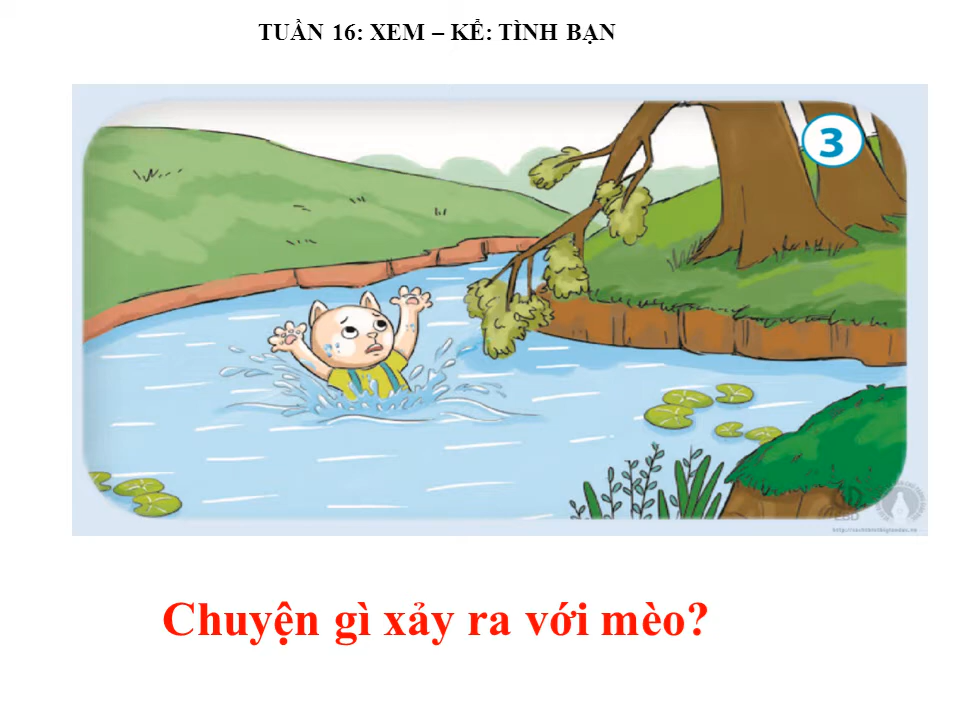 TUẦN 16: XEM – KỂ: TÌNH BẠN
3
Chuyện gì xảy ra với mèo?